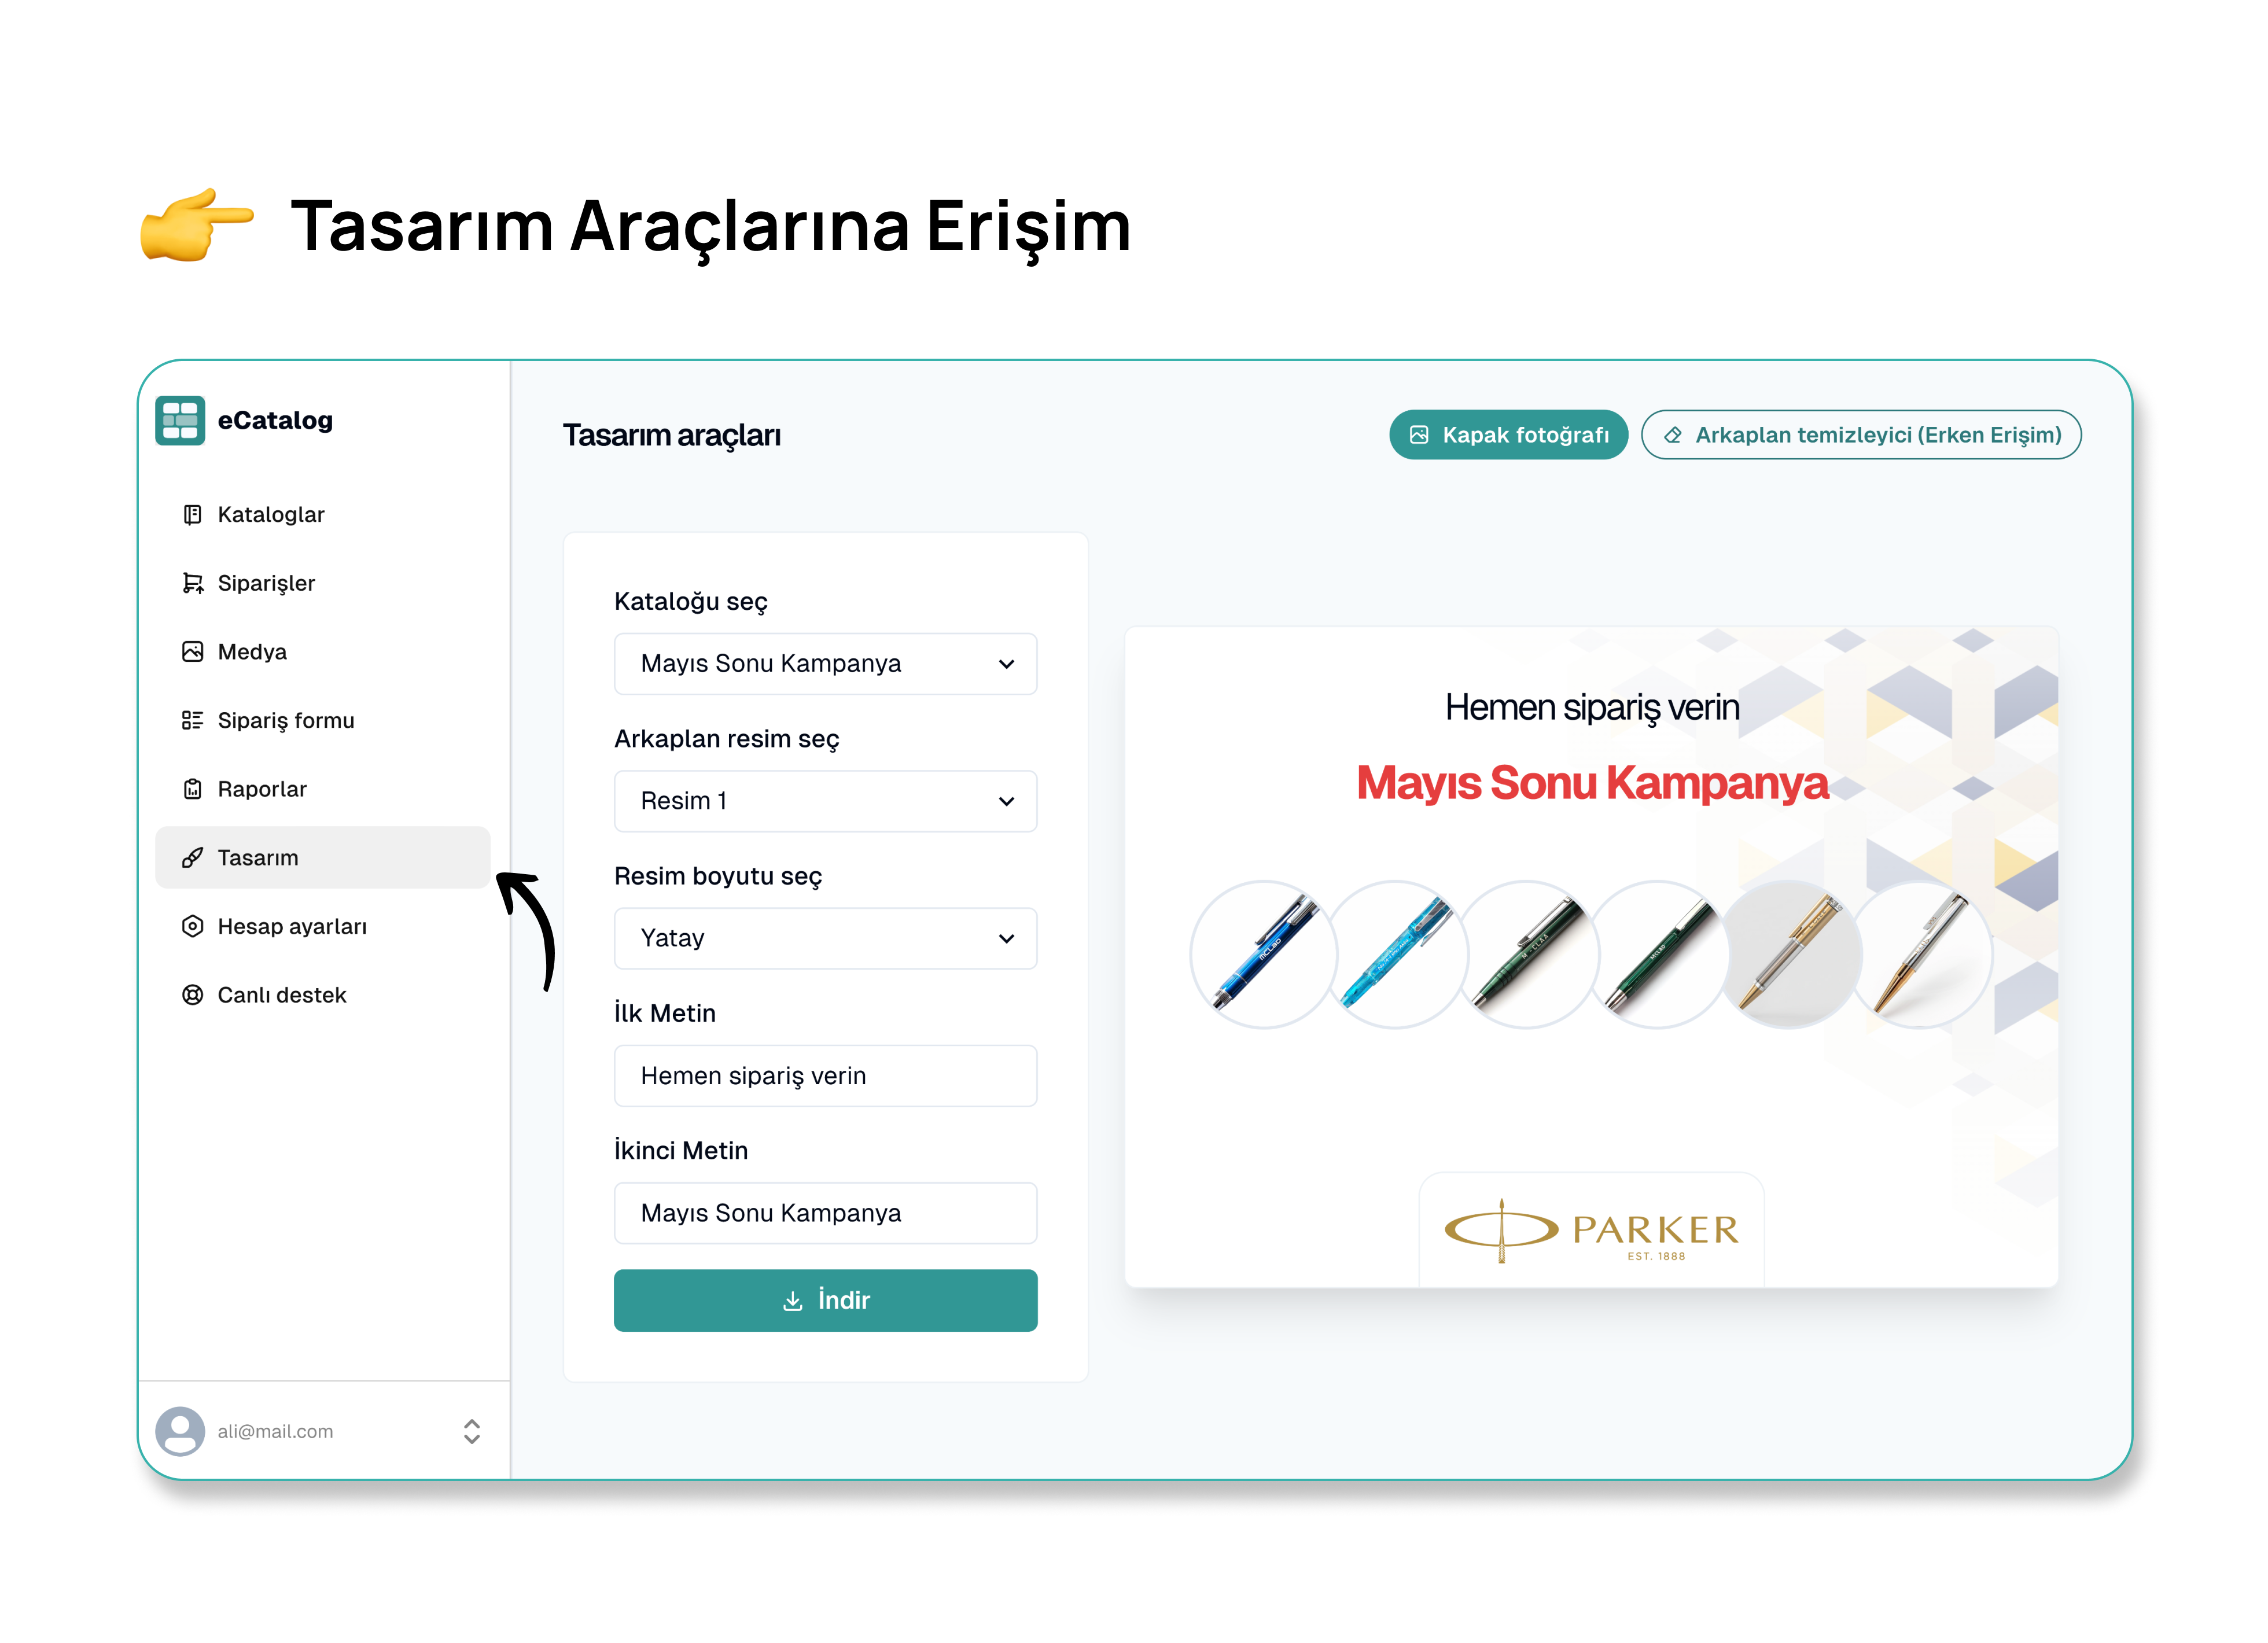 Tasarım Araçlarına Erişim
eCatalog
Kataloglar
Siparişler
Medya
Sipariş formu
Raporlar
Tasarım
Hesap ayarları
Canlı destek
ali@mail.com
Tasarım araçları
Kapak fotoğrafı
Arkaplan temizleyici (Erken Erişim)
Kataloğu seç
Mayıs Sonu Kampanya
Arkaplan resim seç
Resim 1
Resim boyutu seç
Yatay
İlk Metin
Hemen sipariş verin
İkinci Metin
Mayıs Sonu Kampanya
İndir
Hemen sipariş verin
Mayıs Sonu Kampanya
PARKER
EST. 1888